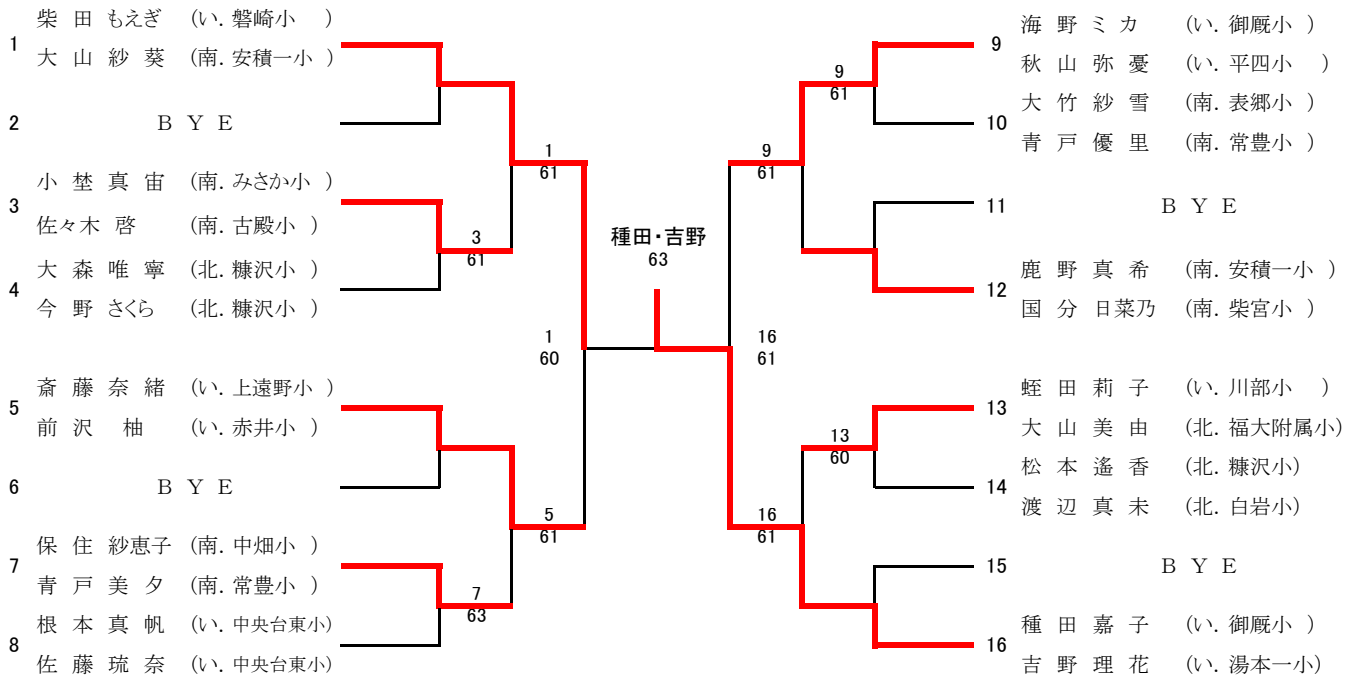 1
柴 田 もえぎ (い. 磐崎小 )
大 山 紗 葵 (南. 安積一小 )
2
B Y E
3
小 埜 真 宙 (南. みさか小 )
佐々木 啓 (南. 古殿小 )
4
大 森 唯 寧 (北. 糠沢小 )
今 野 さくら (北. 糠沢小 )
5
斎 藤 奈 緒 (い. 上遠野小 )
前 沢 柚 (い. 赤井小 )
6
B Y E
7
保 住 紗恵子 (南. 中畑小 )
青 戸 美 夕 (南. 常豊小 )
8
根 本 真 帆 (い. 中央台東小)
佐 藤 琉 奈 (い. 中央台東小)
3
61
7
63
1
61
5
61
1
60
種田・吉野
63
16
61
9
61
16
61
9
61
13
60
9
海 野 ミ カ (い. 御厩小 )
秋 山 弥 憂 (い. 平四小 )
10
大 竹 紗 雪 (南. 表郷小 )
青 戸 優 里 (南. 常豊小 )
11
B Y E
12
鹿 野 真 希 (南. 安積一小 )
国 分 日菜乃 (南. 柴宮小 )
13
蛭 田 莉 子 (い. 川部小 )
大 山 美 由 (北. 福大附属小)
14
松 本 遙 香 (北. 糠沢小)
渡 辺 真 未 (北. 白岩小)
15
B Y E
16
種 田 嘉 子 (い. 御厩小 )
吉 野 理 花 (い. 湯本一小)